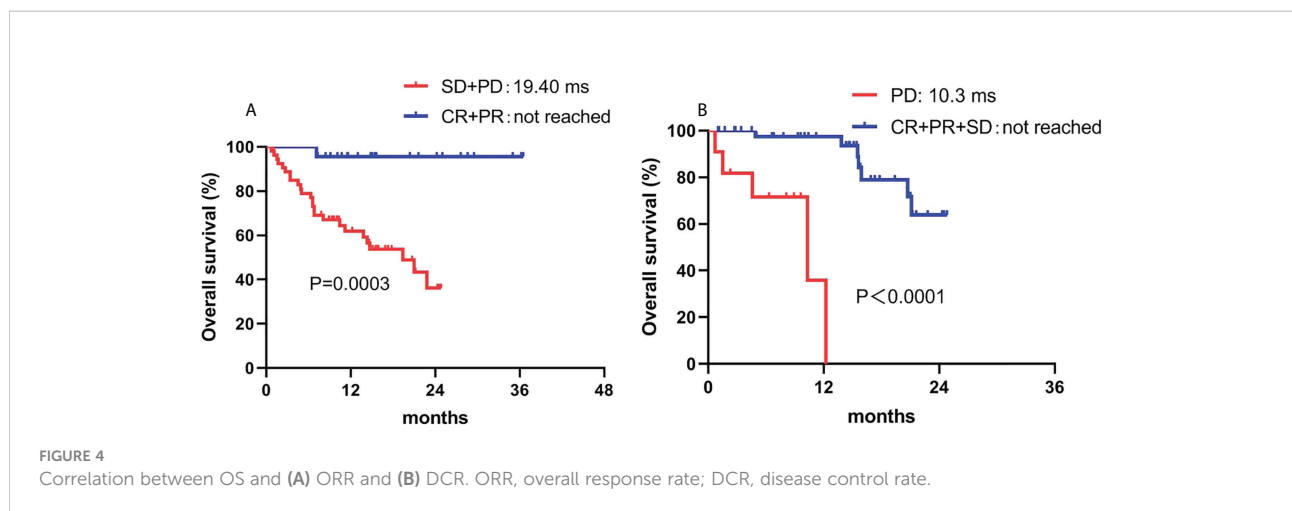 A
SD+PD: 19.40 ms
CR+PR: not reached
Overall survival (%)
100
80
60
40
20
0
P=0.0003
0 12 24 36 48
months
B
PD: 10.3 ms
CR+PR+SD: not reached
Overall survival (%)
100
80
60
40
20
0
P<0.0001
0 12 24 36
months
FIGURE 4
Correlation between OS and (A) ORR and (B) DCR. ORR, overall response rate; DCR, disease control rate.